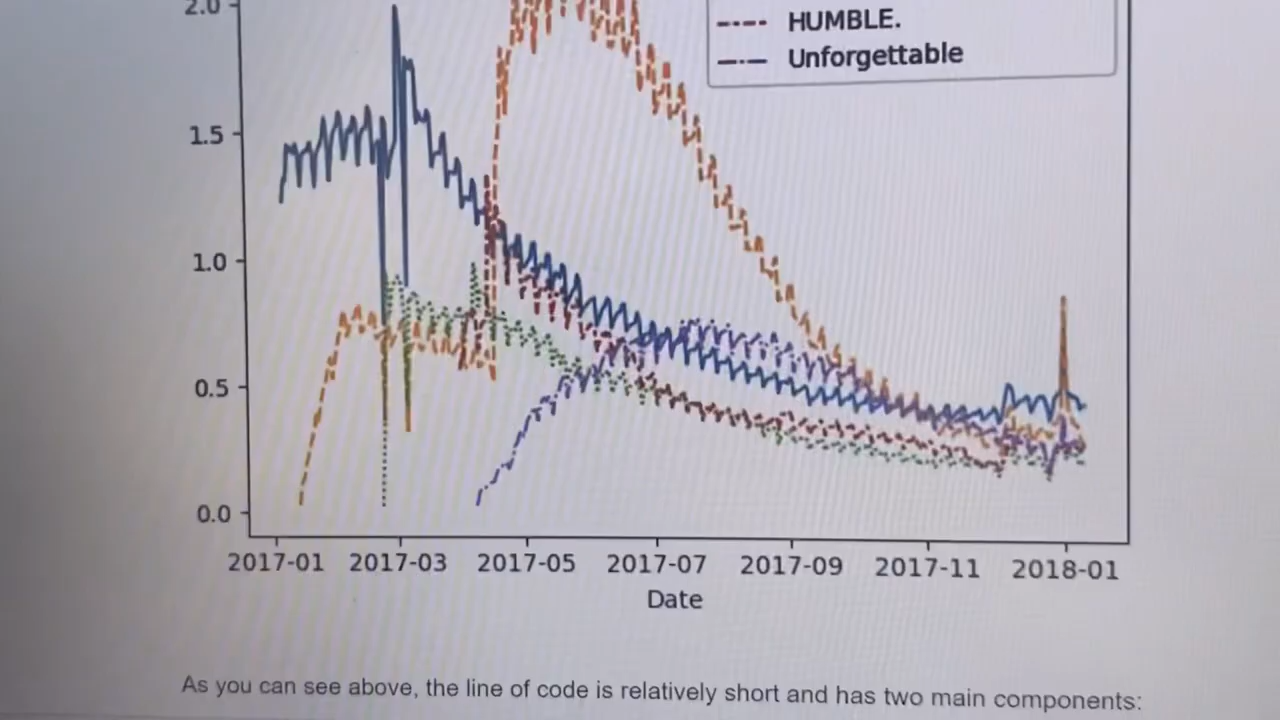 2.0
HUMBLE.
Unforgettable
1.5
1.0
0.5
0.0
2017-01 2017-03 2017-05 2017-07 2017-09 2017-11 2018-01
Date
As you can see above, the line of code is relatively short and has two main components: